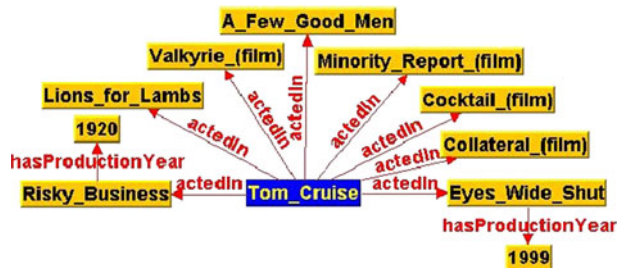 A_Few_Good_Men
Valkyrie_(film)
Minority_Report_(film)
Lions_for_Lambs
Cocktail_(film)
1920
Collateral_(film)
hasProductionYear
Risky_Business
actedIn
actedIn
actedIn
actedIn
actedIn
actedIn
actedIn
actedIn
Tom_Cruise
Eyes_Wide_Shut
hasProductionYear
1999